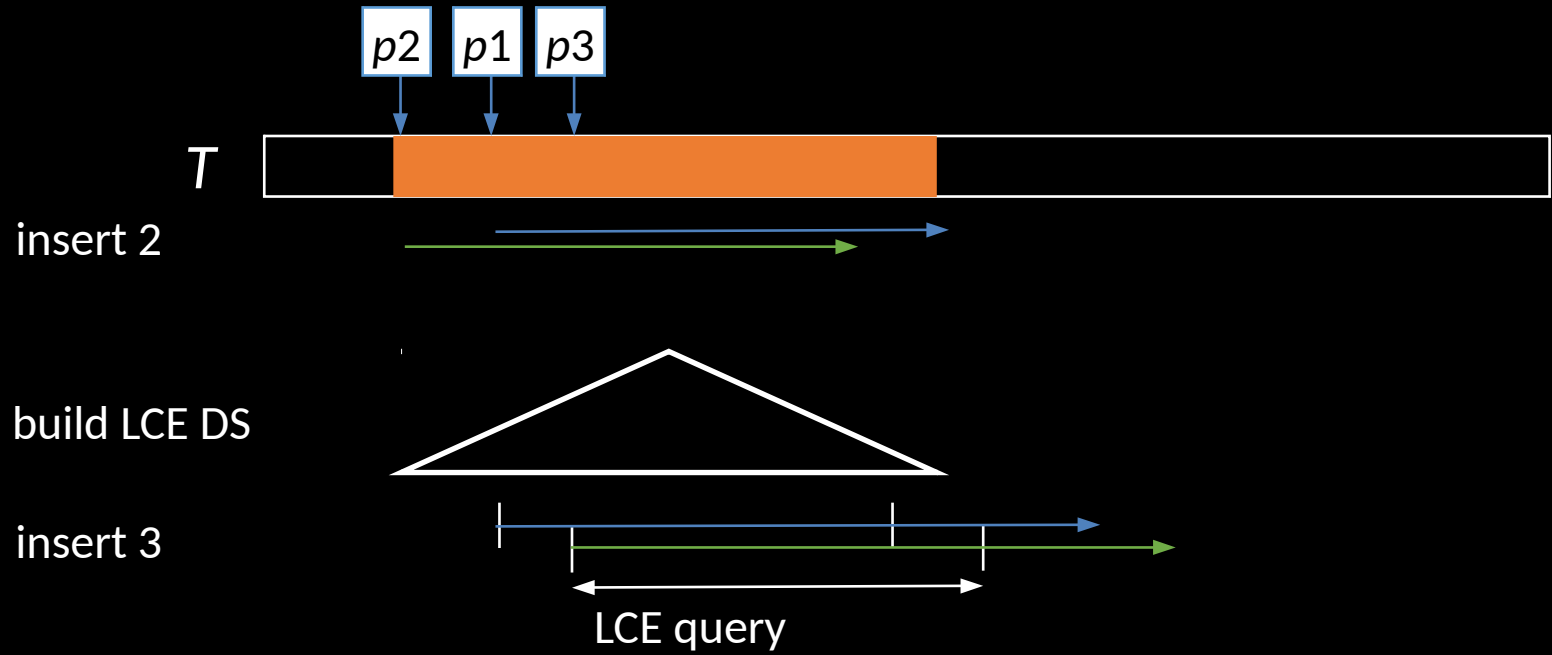 p2 p1 p3
T
insert 2
build LCE DS
insert 3
LCE query